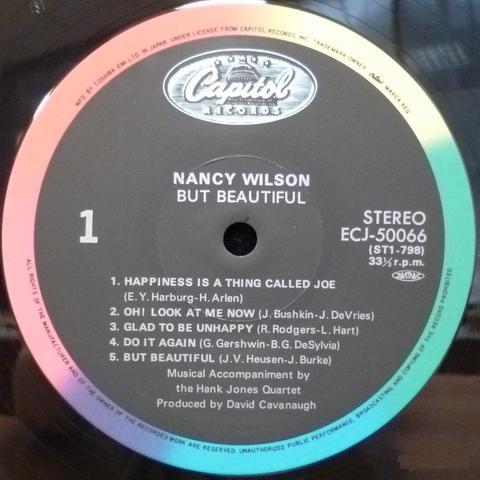 MFD. BY TOSHIBA-EMI LTD. IN JAPAN. UNDER LICENSE FROM CAPITOL RECORDS INC. TRADEMARK OWNER. MARCA REG.
Capitol
RECORDS
NANCY WILSON
BUT BEAUTIFUL
1
STEREO
ECJ-50066
(ST1-798)
33⅓ r.p.m.
JASRAC
1. HAPPINESS IS A THING CALLED JOE
(E. Y. Harburg-H. Arlen)
2. OH! LOOK AT ME NOW (J. Bushkin-J. DeVries)
3. GLAD TO BE UNHAPPY (R. Rodgers-L. Hart)
4. DO IT AGAIN (G. Gershwin-B.G. DeSylvia)
5. BUT BEAUTIFUL (J.V. Heusen-J. Burke)
Musical Accompaniment by
the Hank Jones Quartet
Produced by David Cavanaugh
ALL RIGHTS OF THE MANUFACTURER AND OF THE OWNER OF THE RECORDED WORK ARE RESERVED. UNAUTHORIZED PUBLIC PERFORMANCE, BROADCASTING AND COPYING OF THE RECORD PROHIBITED.